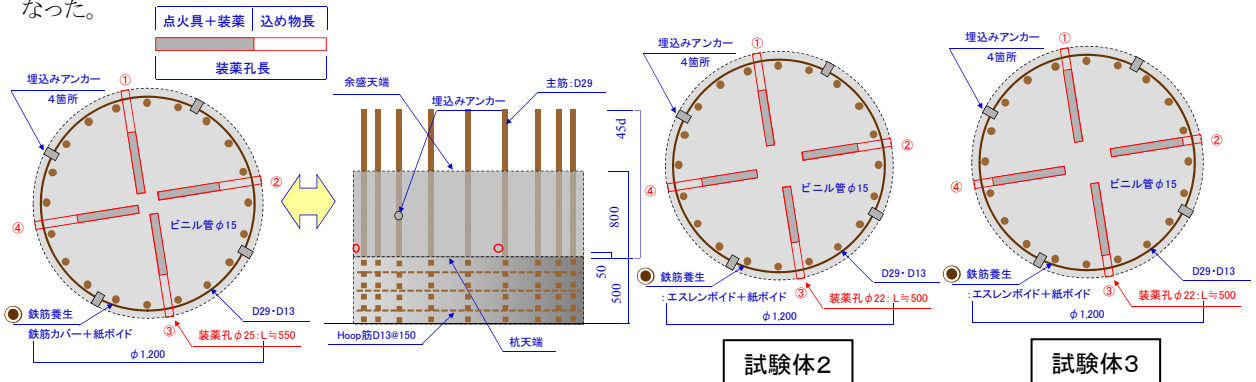 なった。
点火具+装薬 込め物長
装薬孔長
埋込みアンカー
4箇所
①
②
③
④
ビニル管φ15
鉄筋養生
鉄筋カバー+紙ボイド
D29・D13
装薬孔φ25:L≒550
φ1,200
余盛天端
埋込みアンカー
主筋:D29
45d
800
50
500
Hoop筋D13@150
杭天端
埋込みアンカー
4箇所
①
②
③
④
ビニル管φ15
鉄筋養生
:エスレンボイド+紙ボイド
D29・D13
装薬孔φ22:L≒500
φ1,200
試験体2
埋込みアンカー
4箇所
①
②
③
④
ビニル管φ15
鉄筋養生
:エスレンボイド+紙ボイド
D29・D13
装薬孔φ22:L≒500
φ1,200
試験体3